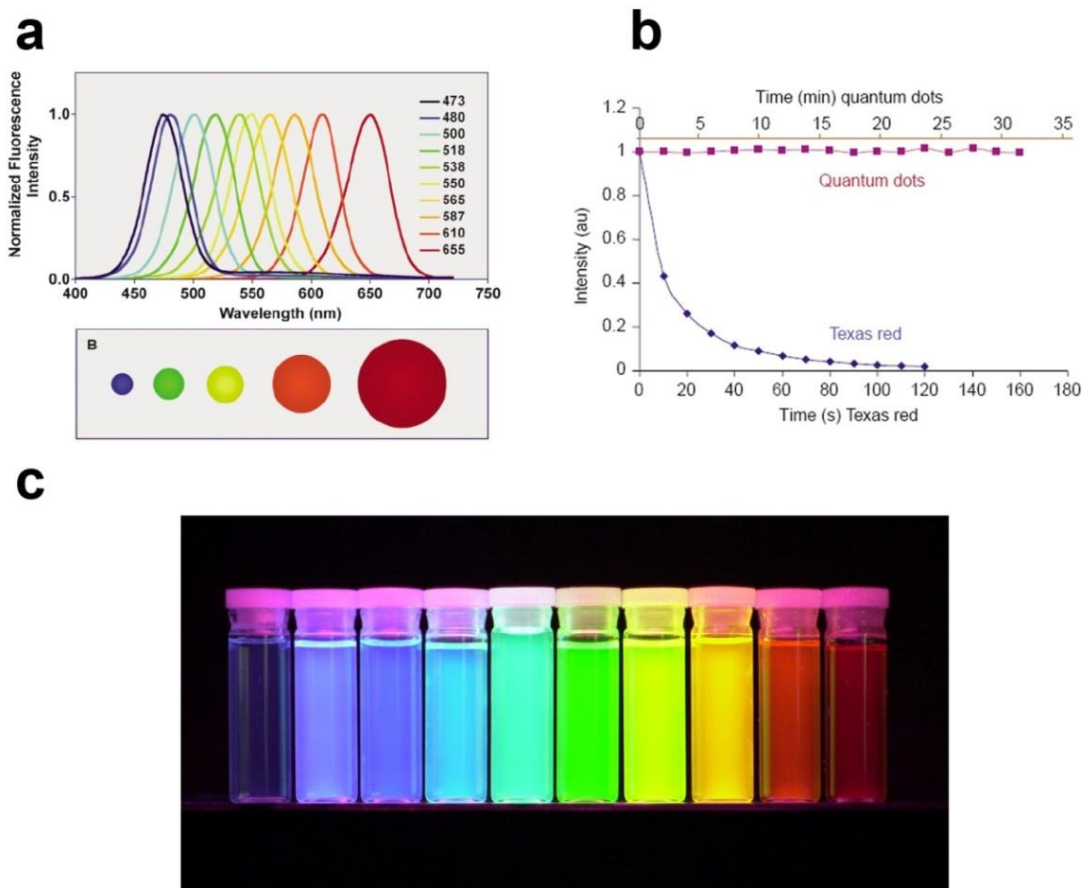 a
Normalized Fluorescence
Intensity
1.0
0.5
0.0
473
480
500
518
538
550
565
587
610
655
400 450 500 550 600 650 700 750
Wavelength (nm)
B
b
Time (min) quantum dots
0 5 10 15 20 25 30 35
Intensity (au)
1.2
1
0.8
0.6
0.4
0.2
0
Quantum dots
Texas red
0 20 40 60 80 100 120 140 160 180
Time (s) Texas red
c